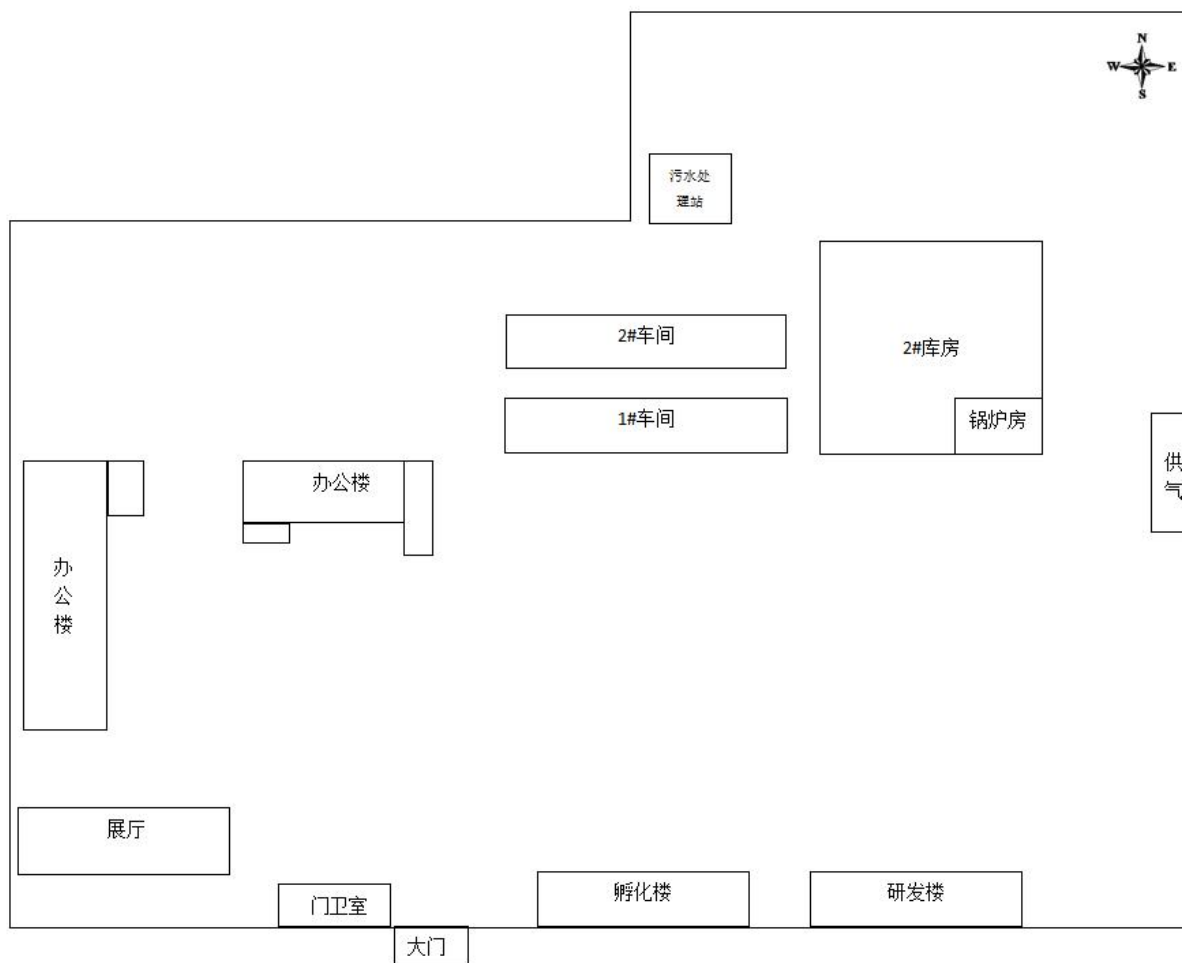 N
W E
S
污水处
理站
2#车间
2#库房
1#车间
锅炉房
供
气
办公楼
办
公
楼
展厅
门卫室
孵化楼
研发楼
大门